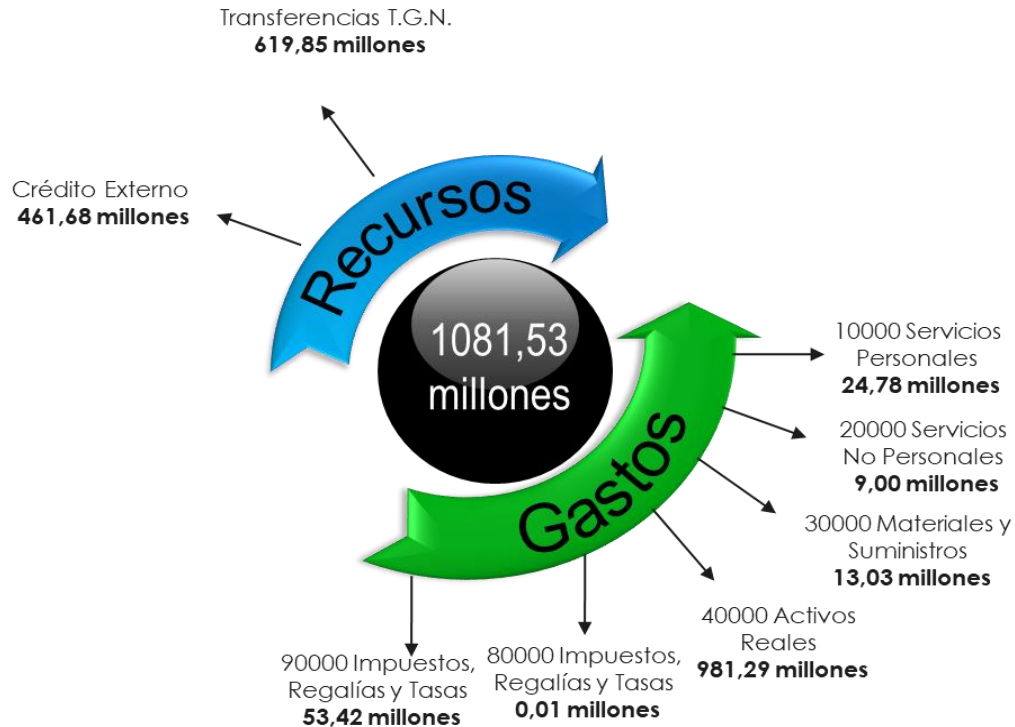 Transferencias T.G.N.
619,85 millones
Crédito Externo
461,68 millones
Recursos
1081,53
millones
Gastos
10000 Servicios
Personales
24,78 millones
20000 Servicios
No Personales
9,00 millones
30000 Materiales y
Suministros
13,03 millones
40000 Activos
Reales
981,29 millones
80000 Impuestos,
Regalías y Tasas
0,01 millones
90000 Impuestos,
Regalías y Tasas
53,42 millones